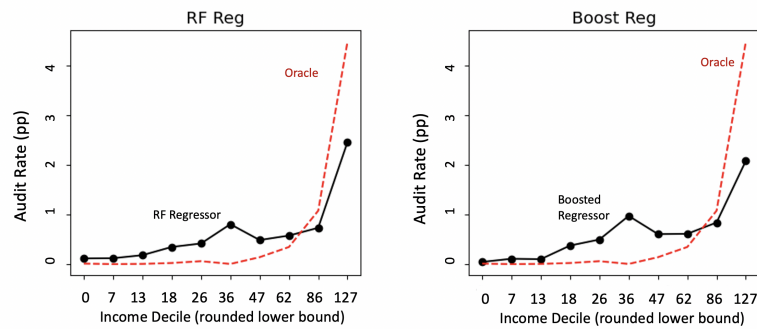 RF Reg
Audit Rate (pp)
4
3
2
1
0
Oracle
RF Regressor
0 7 13 18 26 36 47 62 86 127
Income Decile (rounded lower bound)
Boost Reg
Audit Rate (pp)
4
3
2
1
0
Oracle
Boosted
Regressor
0 7 13 18 26 36 47 62 86 127
Income Decile (rounded lower bound)